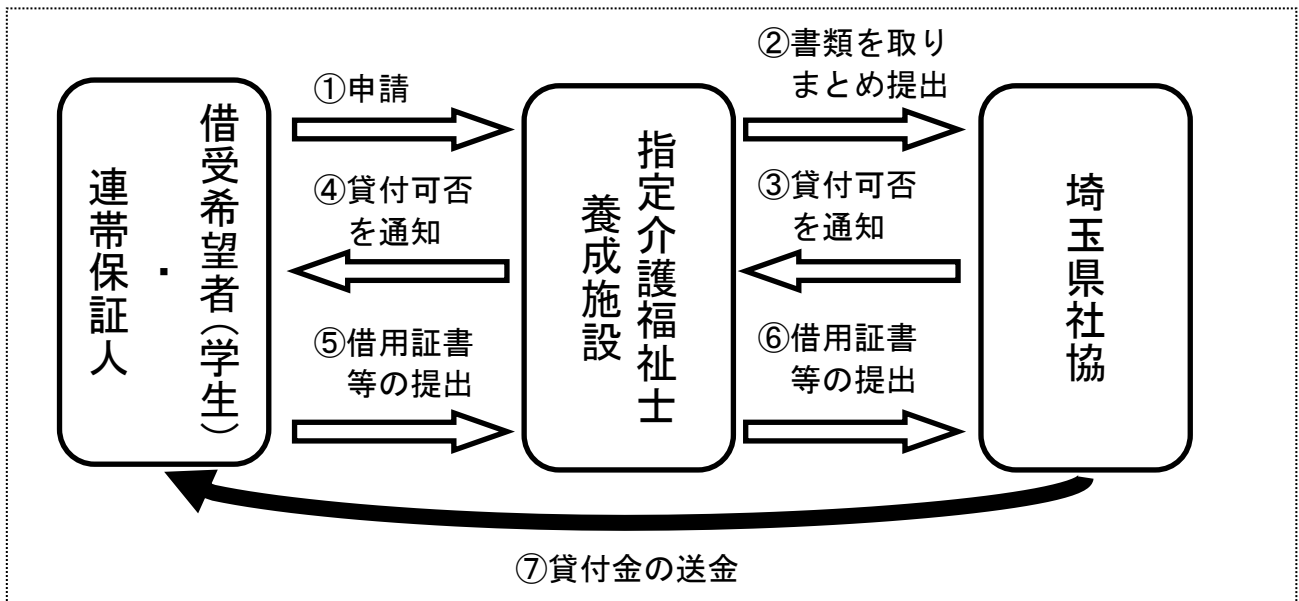 借受希望者（学生）
・
連帯保証人
①申請
④貸付可否
を通知
⑤借用証書
等の提出
指定介護福祉士
養成施設
②書類を取り
まとめ提出
③貸付可否
を通知
⑥借用証書
等の提出
埼玉県社協
⑦貸付金の送金